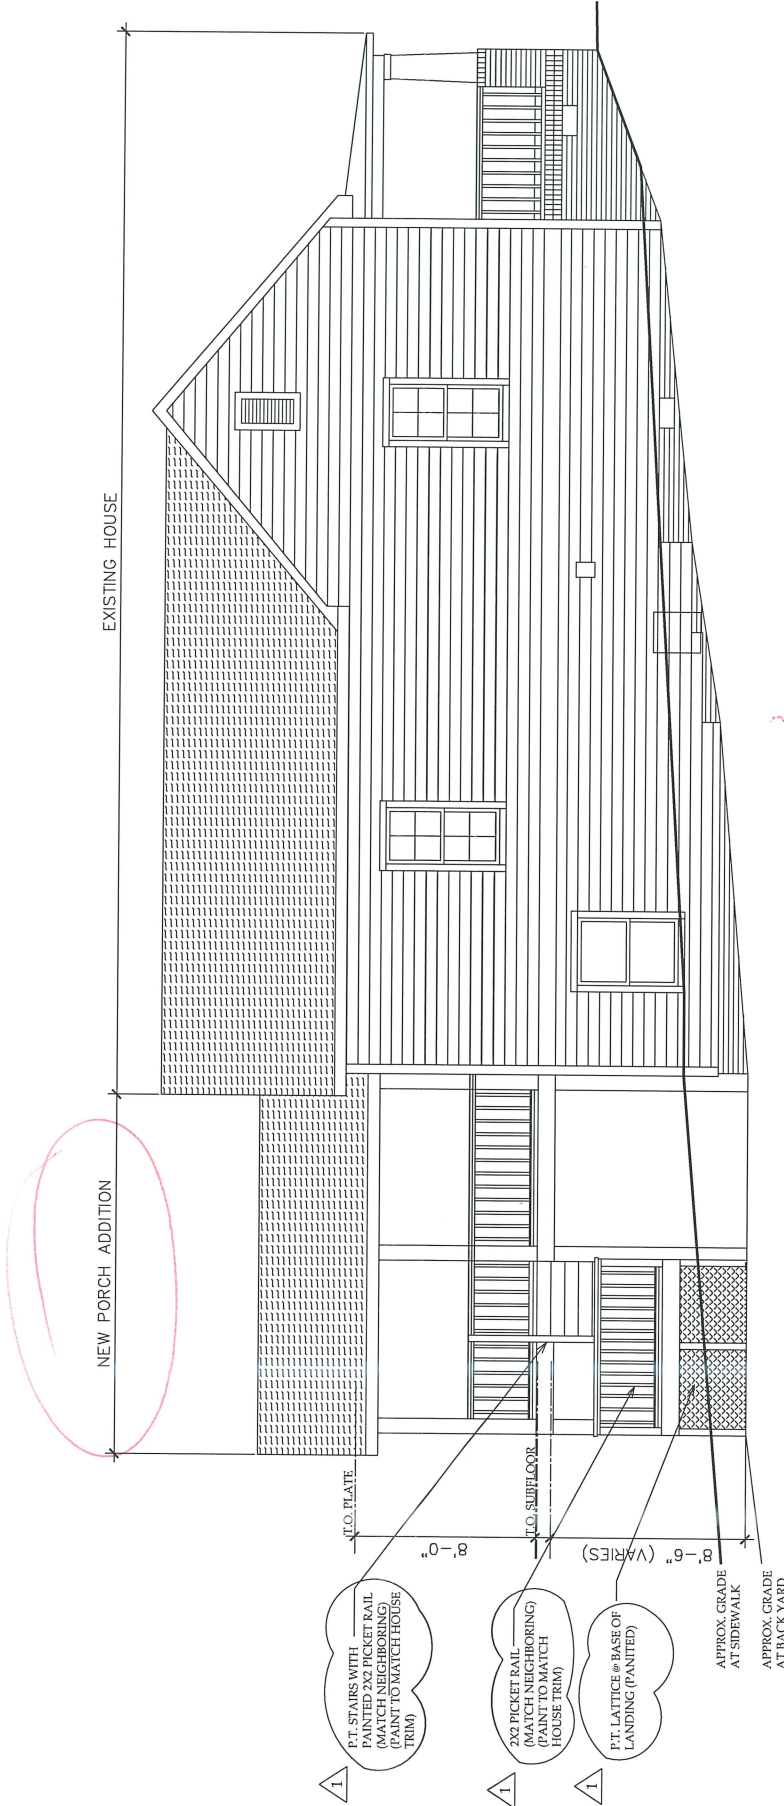 NEW PORCH ADDITION
EXISTING HOUSE
T.O. PLATE
8'-0"
T.O. SUBFLOOR
8'-6" (VARIES)
1
P.T. STAIRS WITH
PAINTED 2X2 PICKET RAIL
(MATCH NEIGHBORING)
(PAINT TO MATCH HOUSE
TRIM)
1
2X2 PICKET RAIL
(MATCH NEIGHBORING)
(PAINT TO MATCH
HOUSE TRIM)
1
P.T. LATTICE @ BASE OF
LANDING (PANITED)
APPROX. GRADE
AT SIDEWALK
APPROX. GRADE
AT BACK YARD